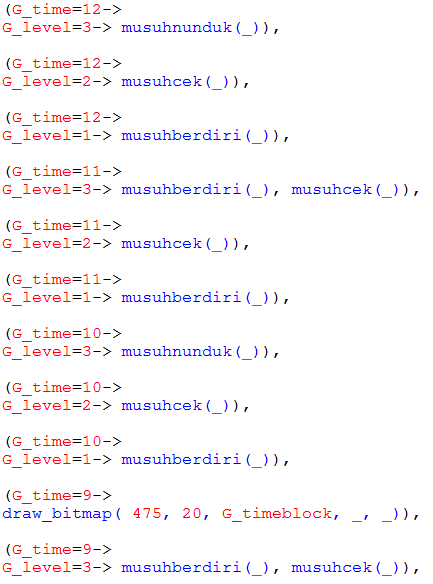 (G_time=12->
G_level=3-> musuhnunduk(_)),
(G_time=12->
G_level=2-> musuhcek(_)),
(G_time=12->
G_level=1-> musuhberdiri(_)),
(G_time=11->
G_level=3-> musuhberdiri(_), musuhcek(_)),
(G_time=11->
G_level=2-> musuhcek(_)),
(G_time=11->
G_level=1-> musuhberdiri(_)),
(G_time=10->
G_level=3-> musuhnunduk(_)),
(G_time=10->
G_level=2-> musuhcek(_)),
(G_time=10->
G_level=1-> musuhberdiri(_)),
(G_time=9->
draw_bitmap( 475, 20, G_timeblock, _, _)),
(G_time=9->
G_level=3-> musuhberdiri(_), musuhcek(_)),